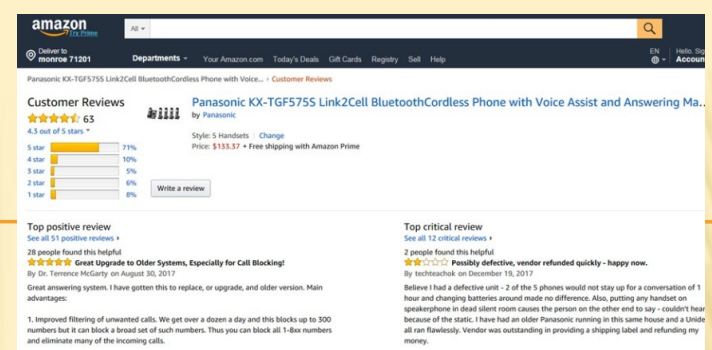 amazon
Try Prime
All
Deliver to
monroe 71201
Departments
Your Amazon.com Today's Deals Gift Cards Registry Sell Help
EN
Hello. Sig
Accoun
Panasonic KX-TGF575S Link2Cell BluetoothCordless Phone with Voice... › Customer Reviews
Customer Reviews
63
4.3 out of 5 stars
5 star 71%
4 star 10%
3 star 5%
2 star 6%
1 star 8%
Panasonic KX-TGF575S Link2Cell BluetoothCordless Phone with Voice Assist and Answering Ma..
by Panasonic
Style: 5 Handsets | Change
Price: $133.37 + Free shipping with Amazon Prime
Write a review
Top positive review
See all 51 positive reviews ›
28 people found this helpful
Great Upgrade to Older Systems, Especially for Call Blocking!
By Dr. Terrence McGarty on August 30, 2017
Great answering system. I have gotten this to replace, or upgrade, and older version. Main
advantages:
1. Improved filtering of unwanted calls. We get over a dozen a day and this blocks up to 300
numbers but it can block a broad set of such numbers. Thus you can block all 1-8xx numbers
and eliminate many of the incoming calls.
Top critical review
See all 12 critical reviews ›
2 people found this helpful
Possibly defective, vendor refunded quickly - happy now.
By techteachok on December 19, 2017
Believe I had a defective unit - 2 of the 5 phones would not stay up for a conversation of 1
hour and changing batteries around made no difference. Also, putting any handset on
speakerphone in dead silent room causes the person on the other end to say - couldn't hear
because of the static. I have had an older Panasonic running in this same house and a Unide
all ran flawlessly. Vendor was outstanding in providing a shipping label and refunding my
money.